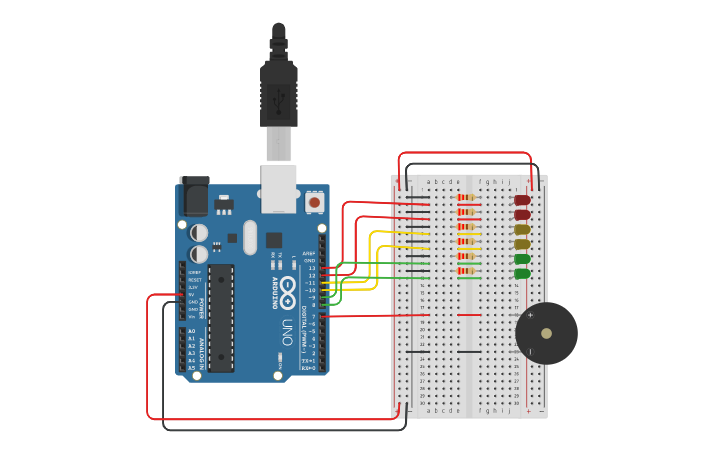 AREF
GND
13
12
~11
~10
~9
8
7
~6
~5
4
~3
2
TX→1
RX←0
DIGITAL (PWM~)
L
TX
RX
ON
ARDUINO
UNO
IOREF
RESET
3.3V
5V
GND
GND
Vin
POWER
A0
A1
A2
A3
A4
A5
ANALOG IN
a b c d e
f g h i j
a b c d e
f g h i j